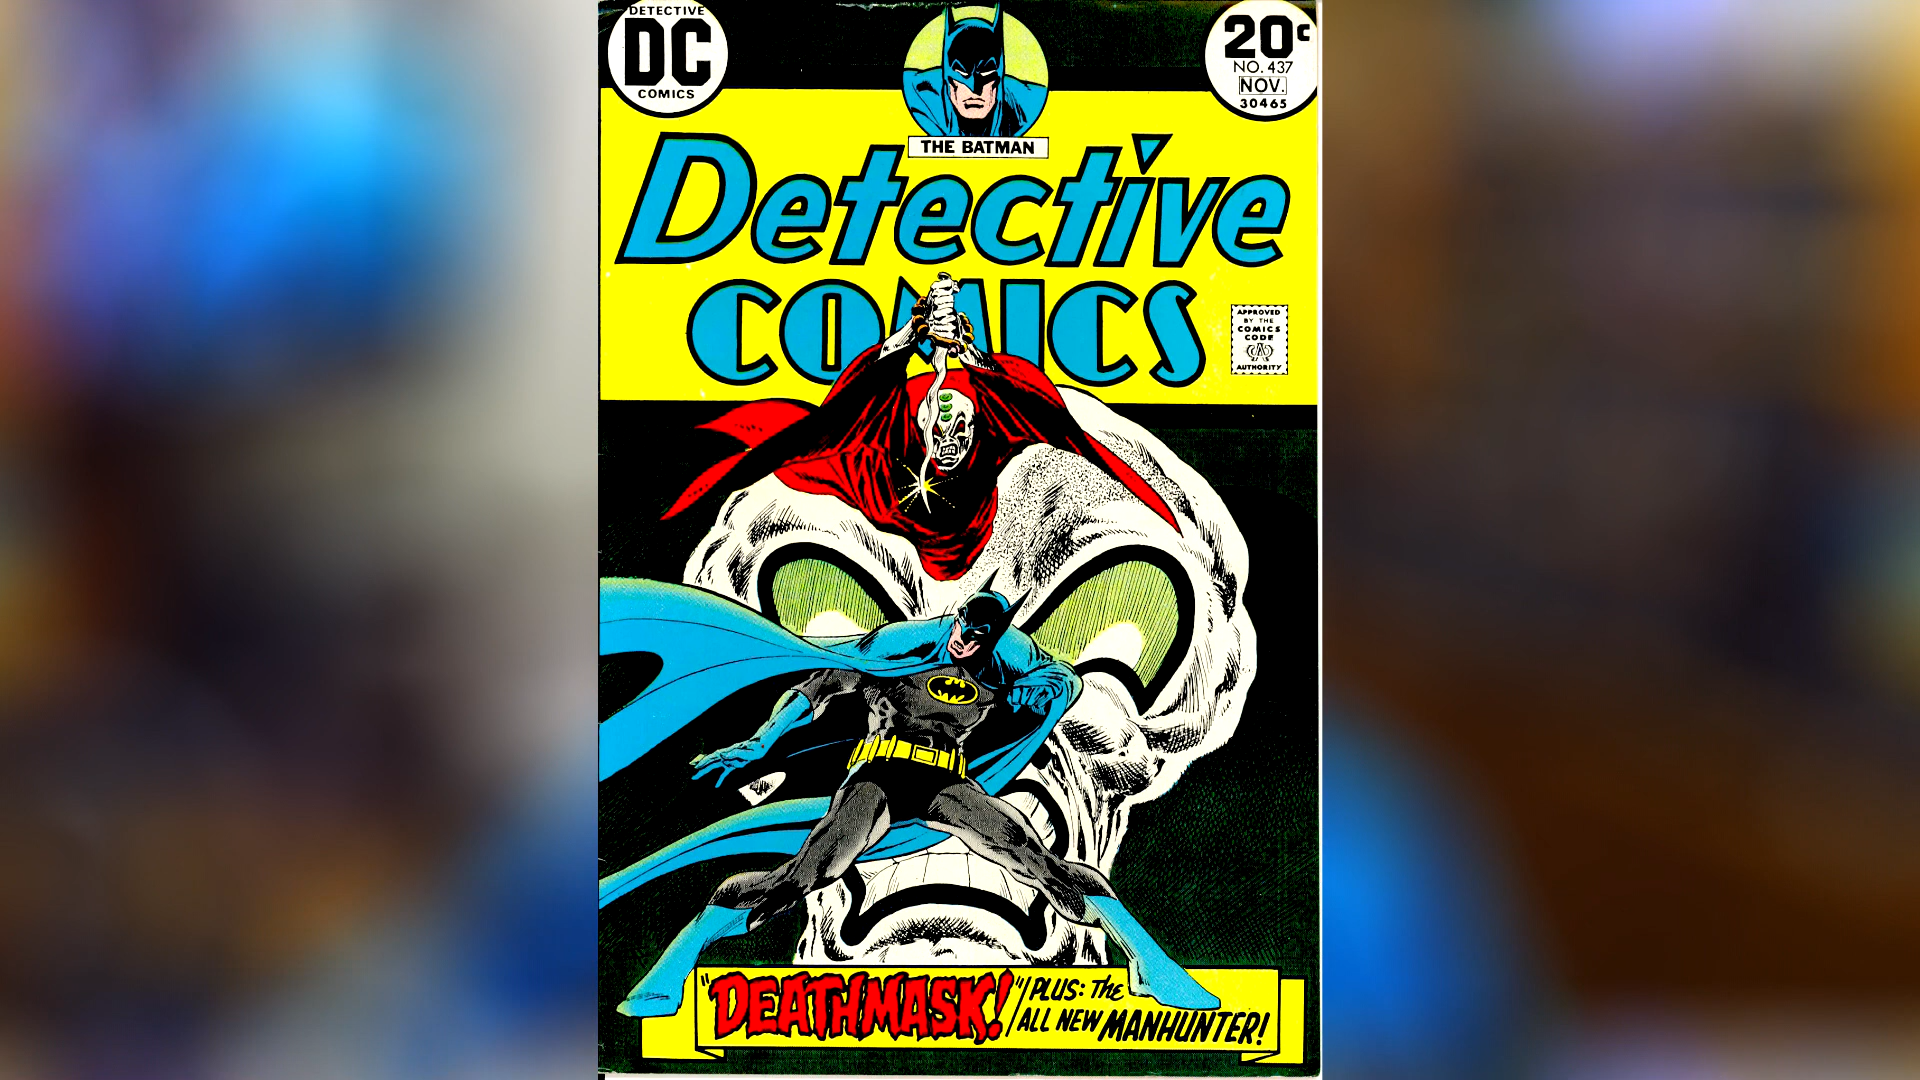 DETECTIVE
DC
COMICS
THE BATMAN
20c
NO. 437
NOV.
30465
Detective
COMICS
APPROVED
BY THE
COMICS
CODE
AUTHORITY
"DEATHMASK!"
PLUS: The
ALL NEW MANHUNTER!